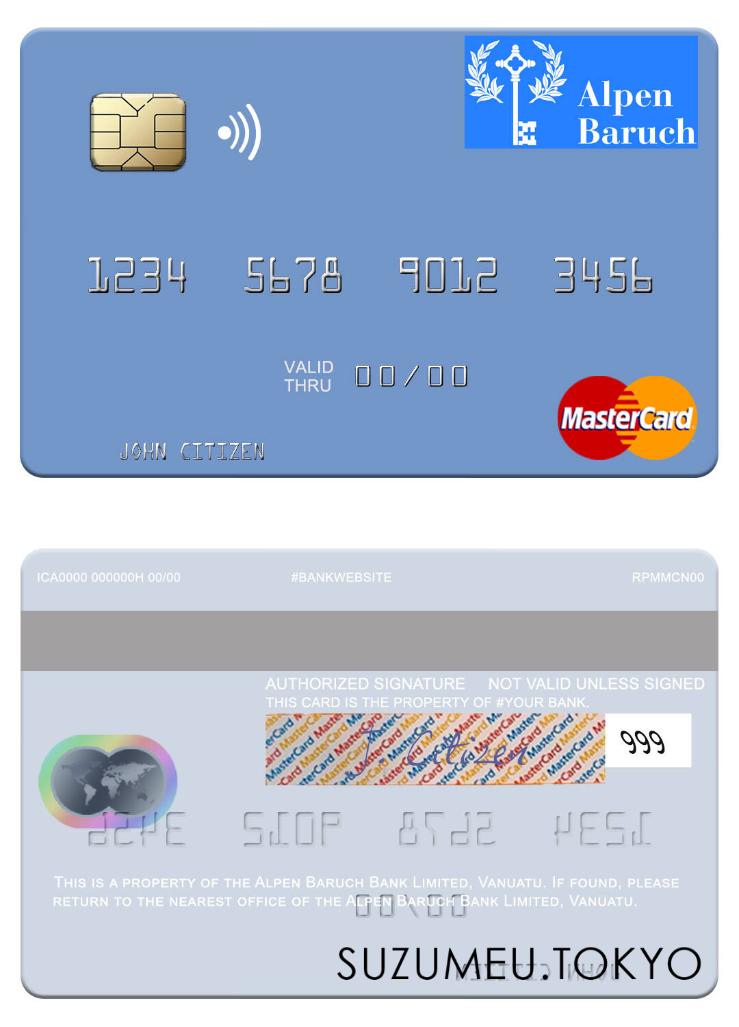 Alpen
Baruch
1234 5678 9012 3456
VALID
THRU 00/00
JOHN CITIZEN
MasterCard
ICA0000 000000H 00/00 #BANKWEBSITE RPMMCN00
AUTHORIZED SIGNATURE NOT VALID UNLESS SIGNED
THIS CARD IS THE PROPERTY OF #YOUR BANK.
J. Citizen 999
This is a property of the Alpen Baruch Bank Limited, Vanuatu. If found, please
return to the nearest office of the Alpen Baruch Bank Limited, Vanuatu.
SUZUMEU.TOKYO